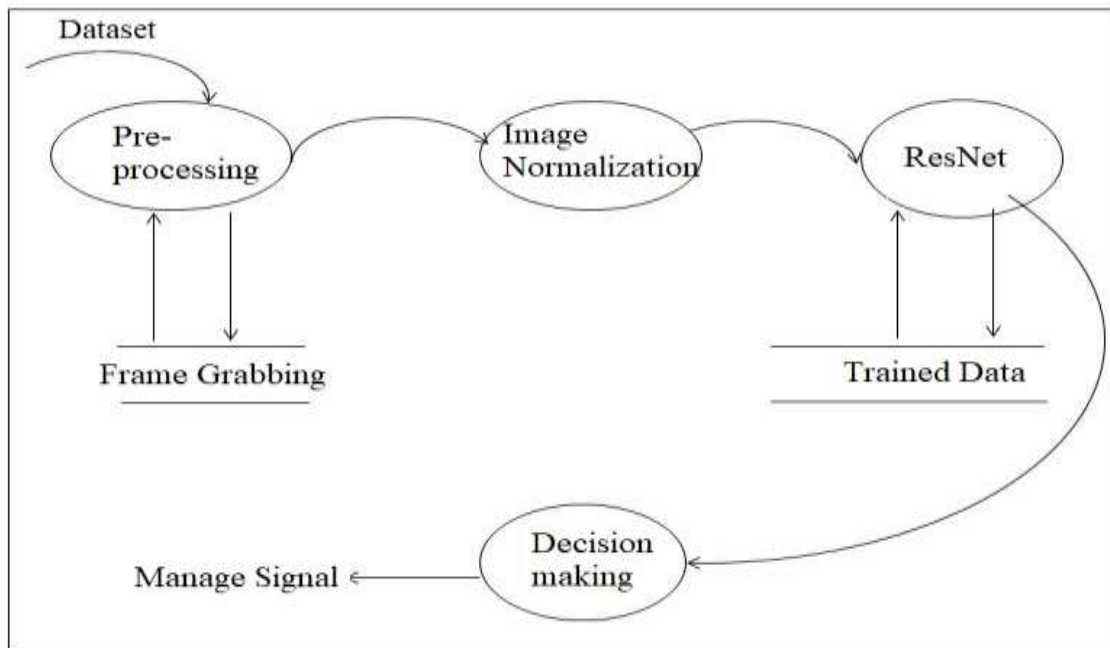 Dataset
Pre-
processing
Image
Normalization
ResNet
Frame Grabbing
Trained Data
Decision
making
Manage Signal